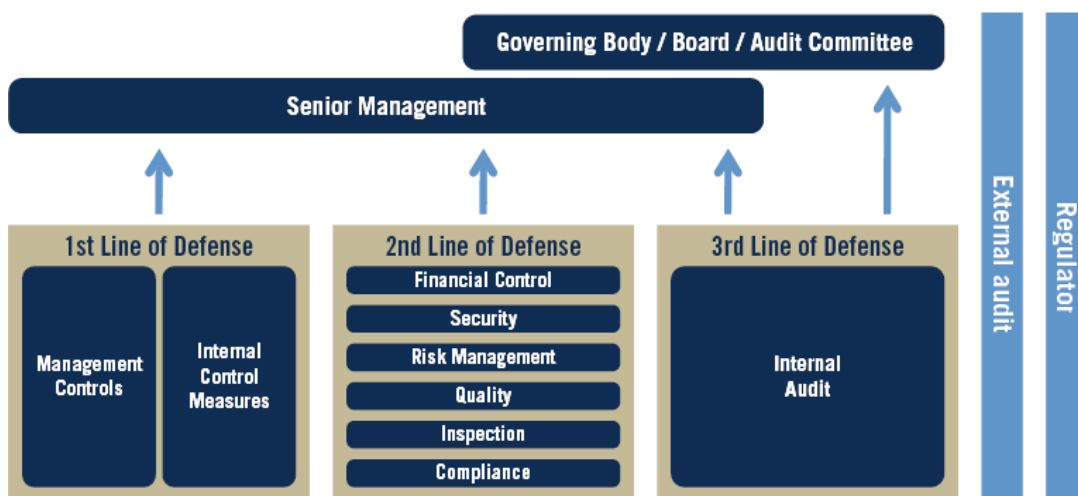 Governing Body / Board / Audit Committee
Senior Management
1st Line of Defense
Management
Controls
Internal
Control
Measures
2nd Line of Defense
Financial Control
Security
Risk Management
Quality
Inspection
Compliance
3rd Line of Defense
Internal
Audit
External audit
Regulator